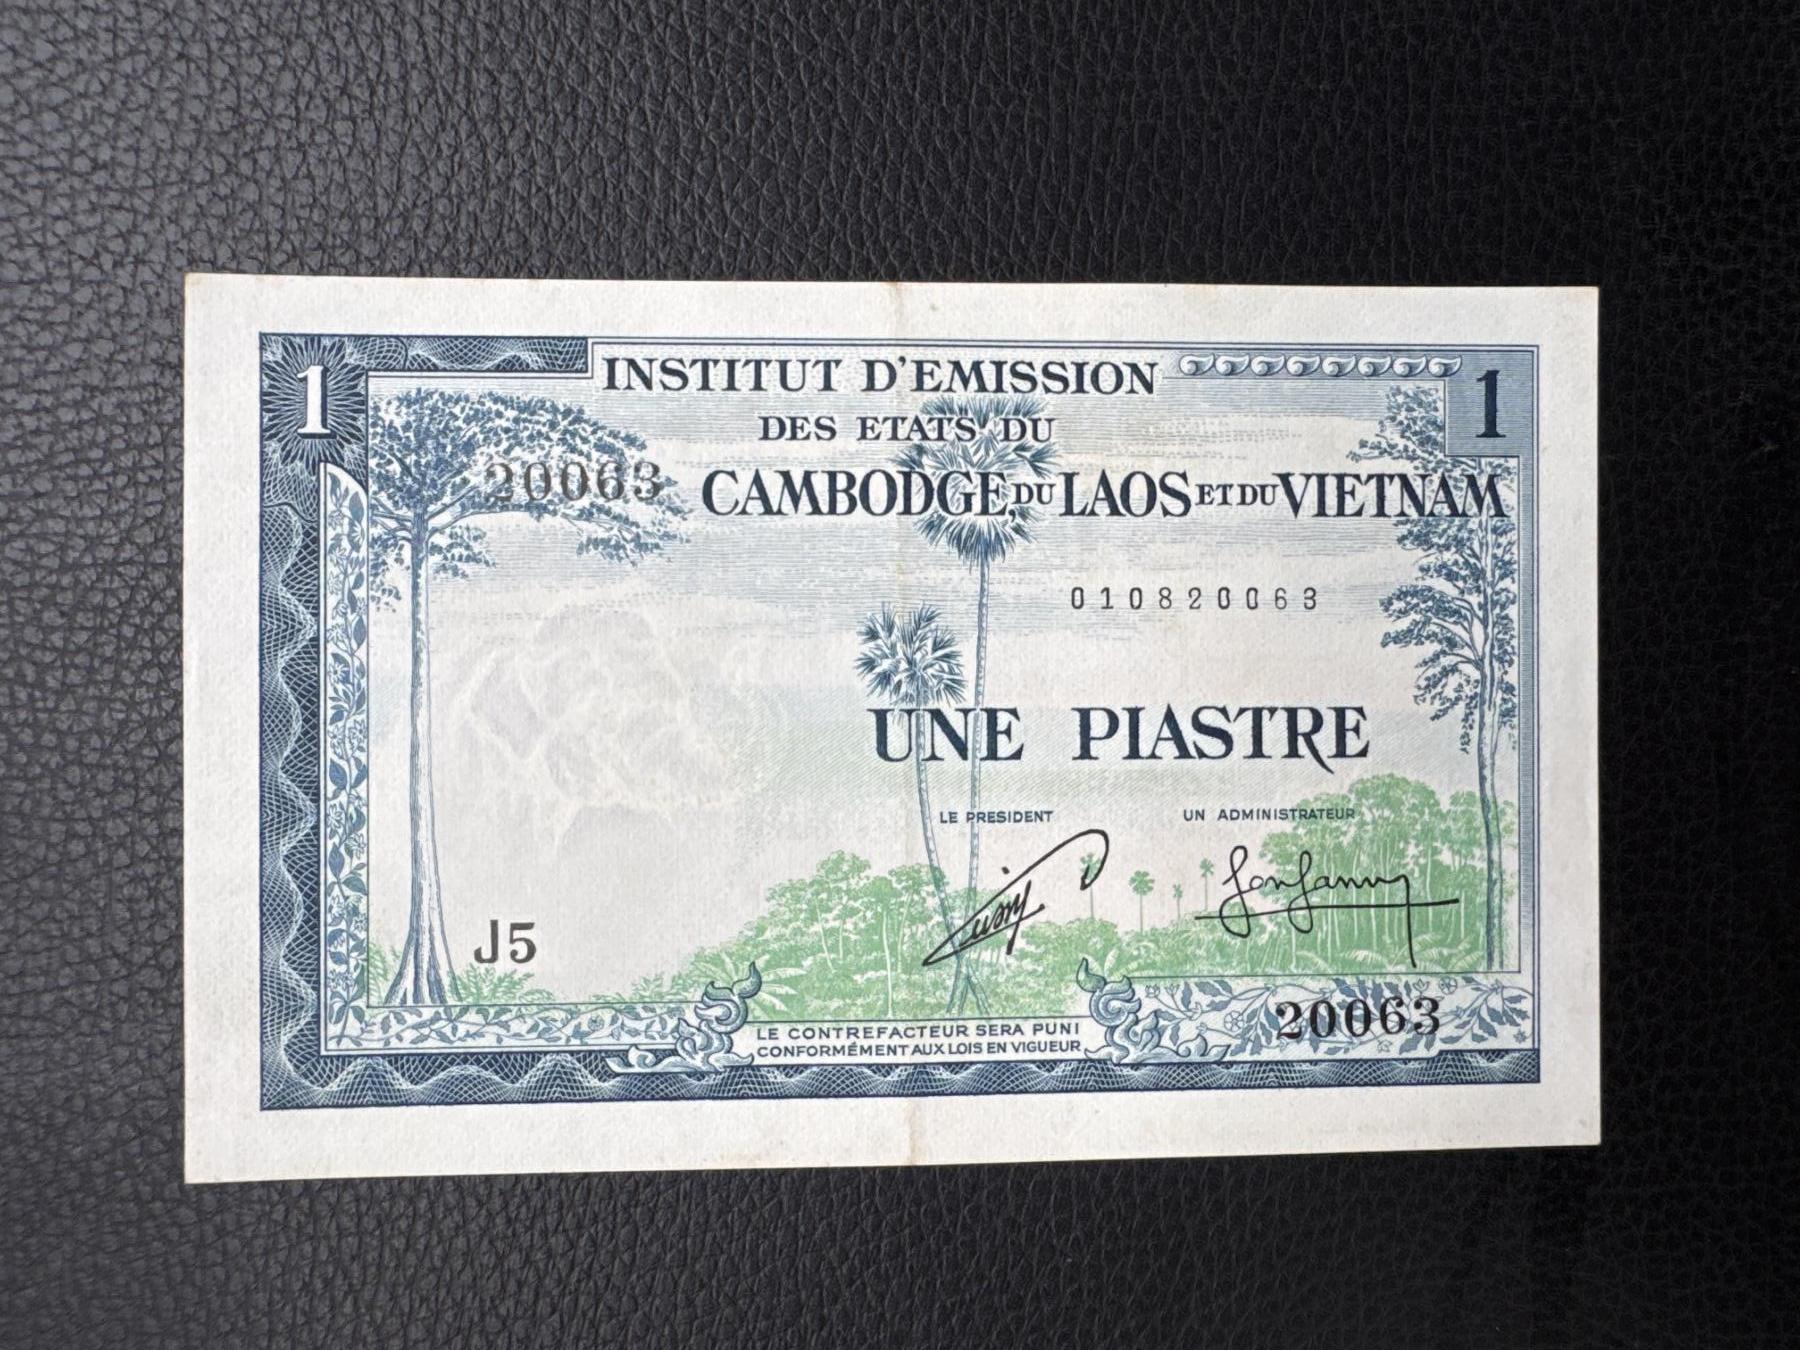 1
INSTITUT D'EMISSION
1
DES ETATS DU
20063
CAMBODGE, DU LAOS ET DU VIETNAM
010820063
UNE PIASTRE
LE PRESIDENT
UN ADMINISTRATEUR
J5
20063
LE CONTREFACTEUR SERA PUNI
CONFORMÉMENT AUX LOIS EN VIGUEUR